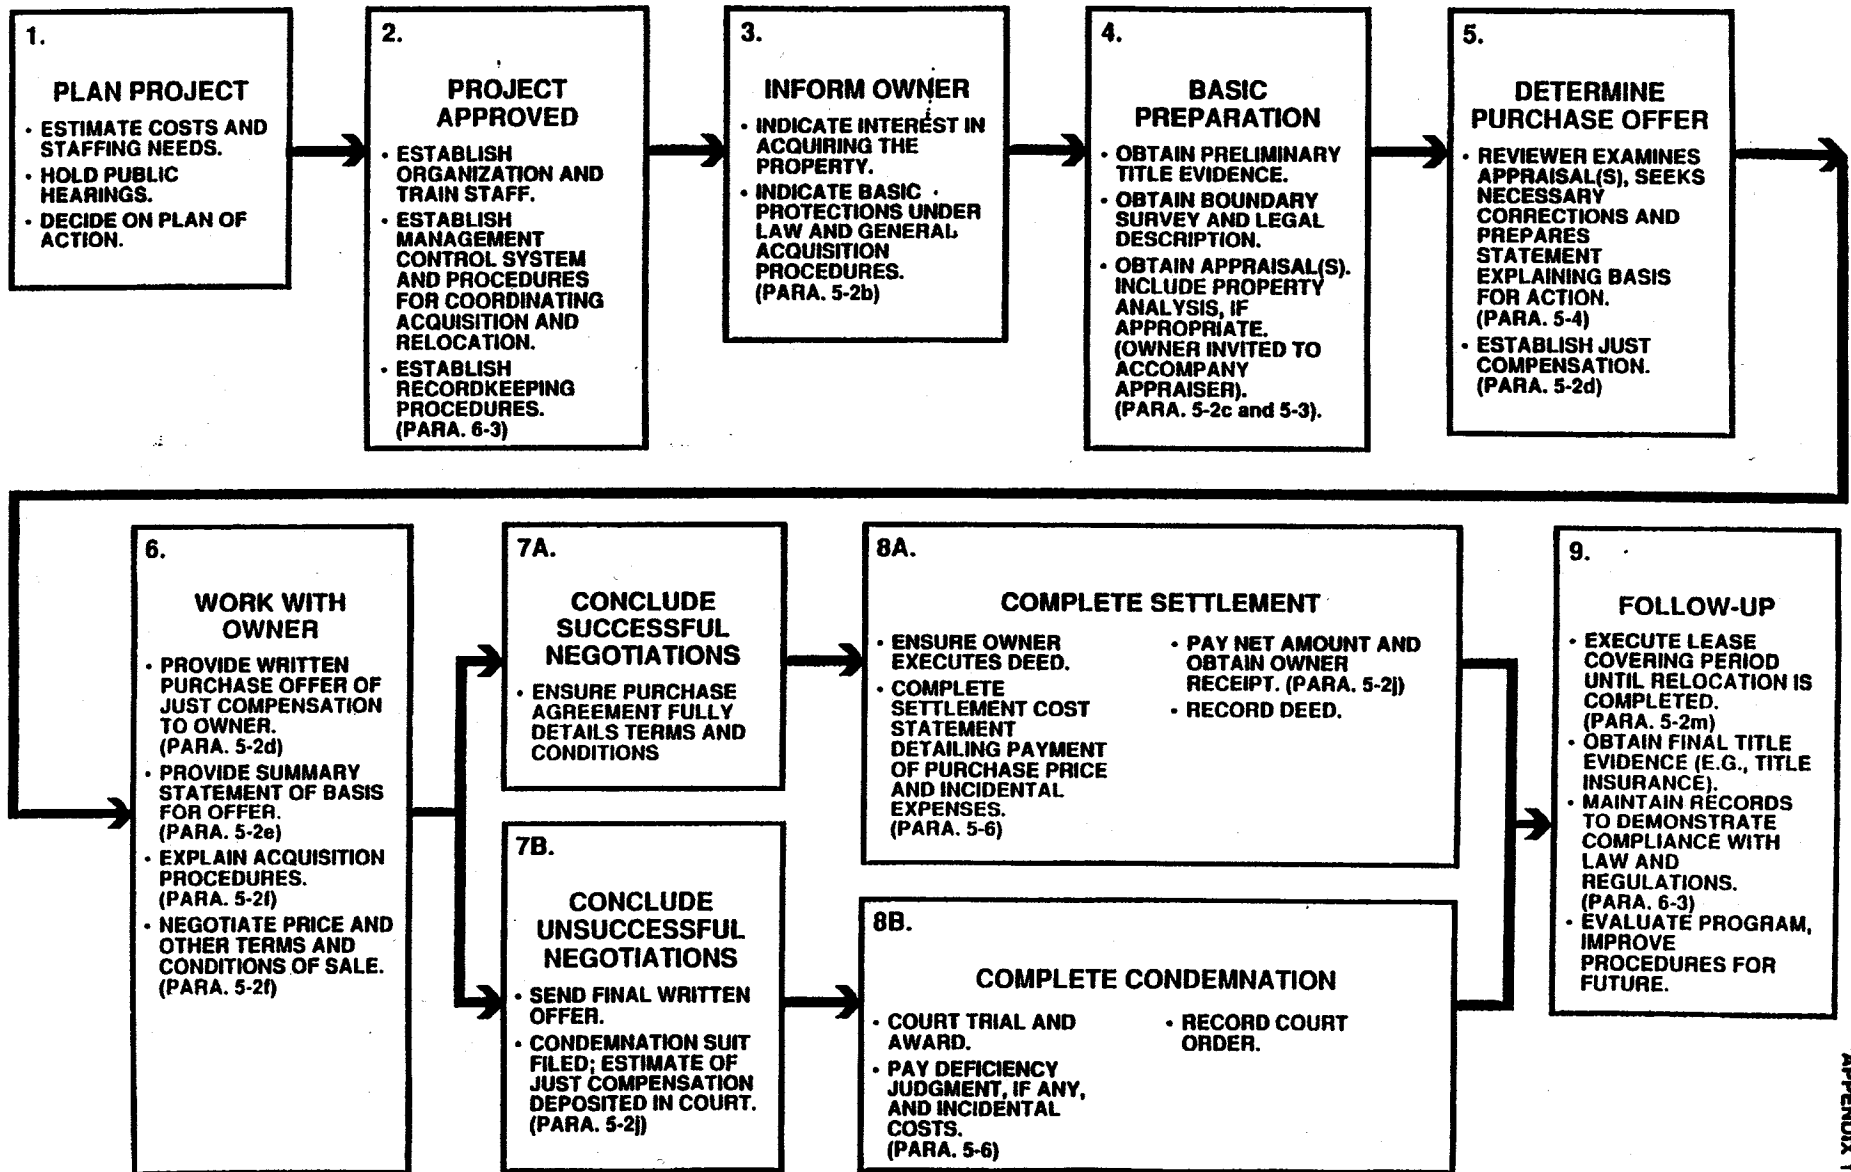 1.
PLAN PROJECT
• ESTIMATE COSTS AND
STAFFING NEEDS.
• HOLD PUBLIC
HEARINGS.
• DECIDE ON PLAN OF
ACTION.
2.
PROJECT
APPROVED
• ESTABLISH
ORGANIZATION AND
TRAIN STAFF.
• ESTABLISH
MANAGEMENT
CONTROL SYSTEM
AND PROCEDURES
FOR COORDINATING
ACQUISITION AND
RELOCATION.
• ESTABLISH
RECORDKEEPING
PROCEDURES.
(PARA. 6-3)
3.
INFORM OWNER
• INDICATE INTEREST IN
ACQUIRING THE
PROPERTY.
• INDICATE BASIC
PROTECTIONS UNDER
LAW AND GENERAL
ACQUISITION
PROCEDURES.
(PARA. 5-2b)
4.
BASIC
PREPARATION
• OBTAIN PRELIMINARY
TITLE EVIDENCE.
• OBTAIN BOUNDARY
SURVEY AND LEGAL
DESCRIPTION.
• OBTAIN APPRAISAL(S).
INCLUDE PROPERTY
ANALYSIS, IF
APPROPRIATE.
(OWNER INVITED TO
ACCOMPANY
APPRAISER).
(PARA. 5-2c and 5-3).
5.
DETERMINE
PURCHASE OFFER
• REVIEWER EXAMINES
APPRAISAL(S), SEEKS
NECESSARY
CORRECTIONS AND
PREPARES
STATEMENT
EXPLAINING BASIS
FOR ACTION.
(PARA. 5-4)
• ESTABLISH JUST
COMPENSATION.
(PARA. 5-2d)
6.
WORK WITH
OWNER
• PROVIDE WRITTEN
PURCHASE OFFER OF
JUST COMPENSATION
TO OWNER.
(PARA. 5-2d)
• PROVIDE SUMMARY
STATEMENT OF BASIS
FOR OFFER.
(PARA. 5-2e)
• EXPLAIN ACQUISITION
PROCEDURES.
(PARA. 5-2f)
• NEGOTIATE PRICE AND
OTHER TERMS AND
CONDITIONS OF SALE.
(PARA. 5-2f)
7A.
CONCLUDE
SUCCESSFUL
NEGOTIATIONS
• ENSURE PURCHASE
AGREEMENT FULLY
DETAILS TERMS AND
CONDITIONS
7B.
CONCLUDE
UNSUCCESSFUL
NEGOTIATIONS
• SEND FINAL WRITTEN
OFFER.
• CONDEMNATION SUIT
FILED; ESTIMATE OF
JUST COMPENSATION
DEPOSITED IN COURT.
(PARA. 5-2j)
8A.
COMPLETE SETTLEMENT
• ENSURE OWNER
EXECUTES DEED.
• COMPLETE
SETTLEMENT COST
STATEMENT
DETAILING PAYMENT
OF PURCHASE PRICE
AND INCIDENTAL
EXPENSES.
(PARA. 5-6)
• PAY NET AMOUNT AND
OBTAIN OWNER
RECEIPT. (PARA. 5-2j)
• RECORD DEED.
8B.
COMPLETE CONDEMNATION
• COURT TRIAL AND
AWARD.
• PAY DEFICIENCY
JUDGMENT, IF ANY,
AND INCIDENTAL
COSTS.
(PARA. 5-6)
• RECORD COURT
ORDER.
9.
FOLLOW-UP
• EXECUTE LEASE
COVERING PERIOD
UNTIL RELOCATION IS
COMPLETED.
(PARA. 5-2m)
• OBTAIN FINAL TITLE
EVIDENCE (E.G., TITLE
INSURANCE).
• MAINTAIN RECORDS
TO DEMONSTRATE
COMPLIANCE WITH
LAW AND
REGULATIONS.
(PARA. 6-3)
• EVALUATE PROGRAM,
IMPROVE
PROCEDURES FOR
FUTURE.
APPENDIX 1